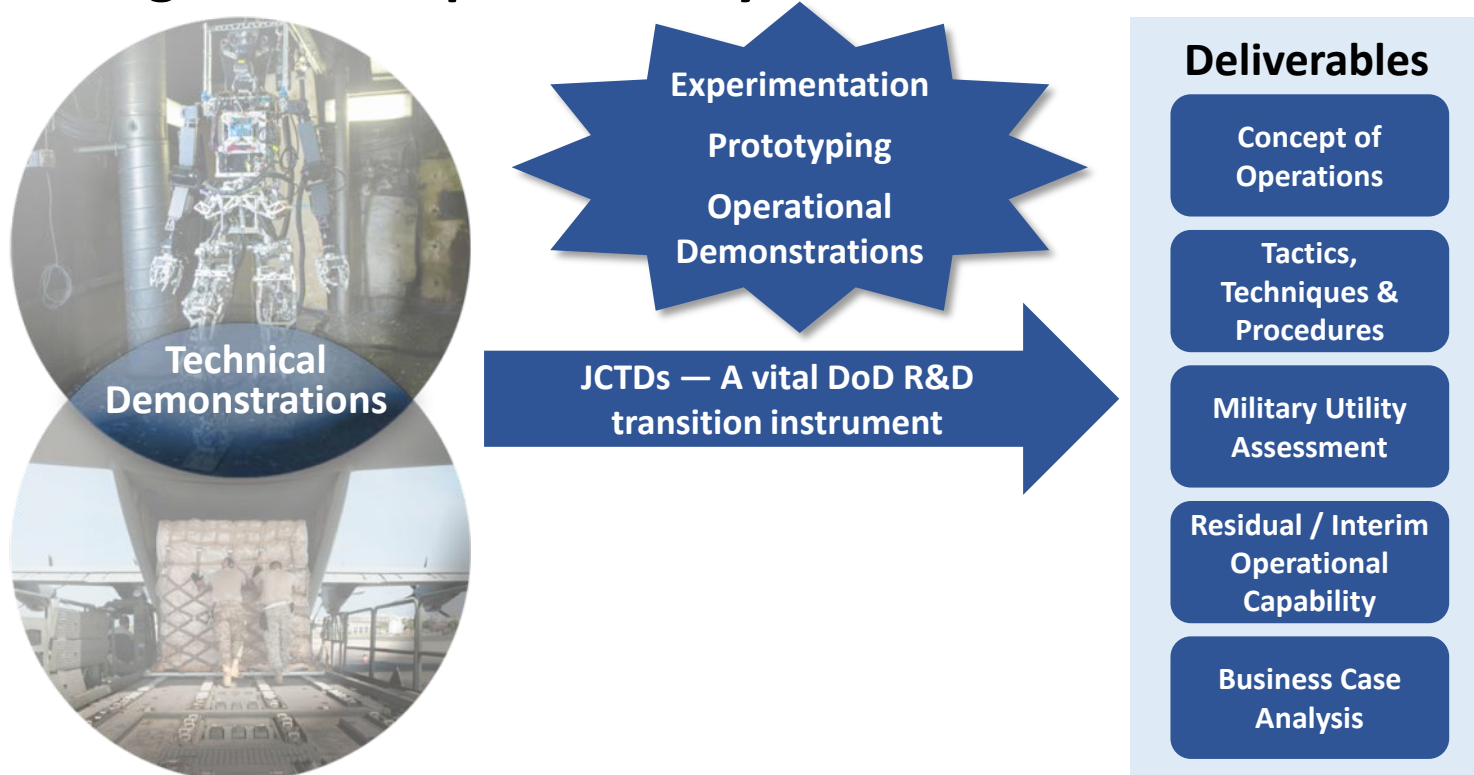 Technical
Demonstrations
Experimentation
Prototyping
Operational
Demonstrations
JCTDs — A vital DoD R&D
transition instrument
Deliverables
Concept of
Operations
Tactics,
Techniques &
Procedures
Military Utility
Assessment
Residual / Interim
Operational
Capability
Business Case
Analysis